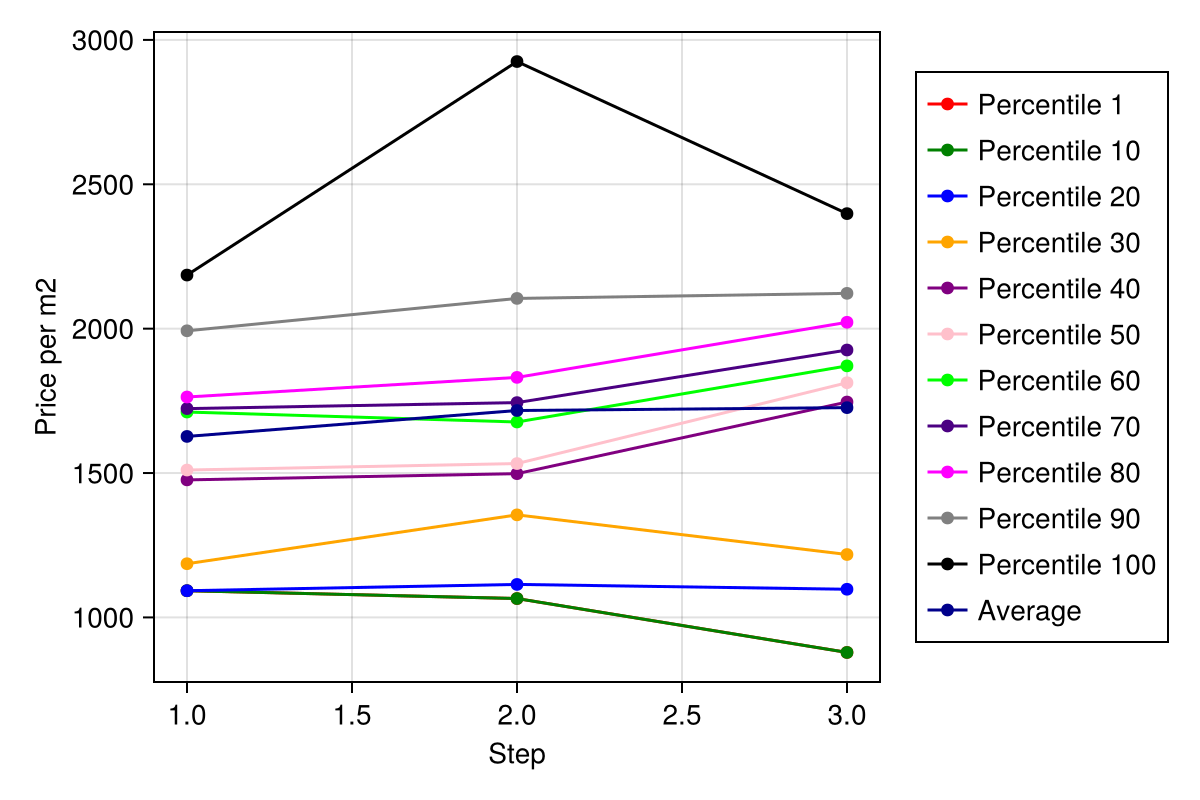 3000
2500
2000
1500
1000
Price per m2
1.0 1.5 2.0 2.5 3.0
Step
Percentile 1
Percentile 10
Percentile 20
Percentile 30
Percentile 40
Percentile 50
Percentile 60
Percentile 70
Percentile 80
Percentile 90
Percentile 100
Average